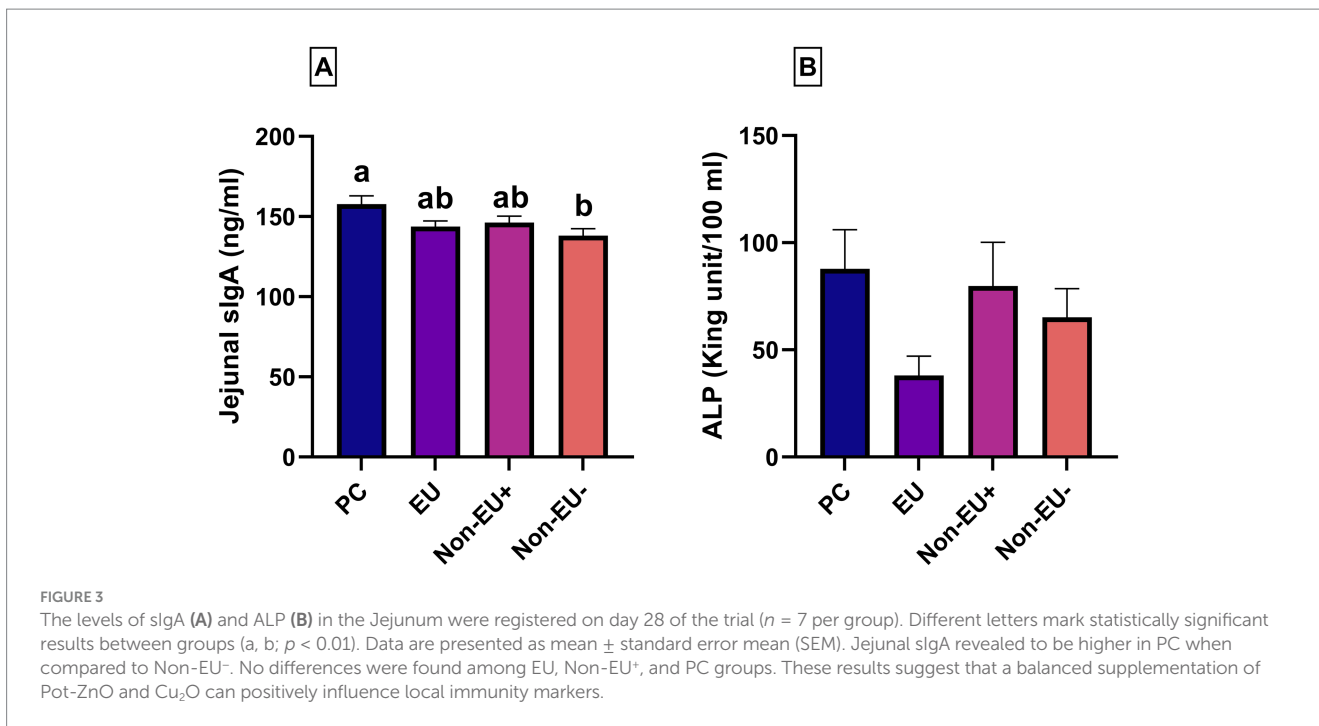 A
B
200
150
100
50
0
Jejunal sIgA (ng/ml)
a
ab
ab
b
PC
EU
Non-EU+
Non-EU-
150
100
50
0
ALP (King unit/100 ml)
PC
EU
Non-EU+
Non-EU-
FIGURE 3
The levels of sIgA (A) and ALP (B) in the Jejunum were registered on day 28 of the trial (n = 7 per group). Different letters mark statistically significant
results between groups (a, b; p < 0.01). Data are presented as mean ± standard error mean (SEM). Jejunal sIgA revealed to be higher in PC when
compared to Non-EU⁻. No differences were found among EU, Non-EU⁺, and PC groups. These results suggest that a balanced supplementation of
Pot-ZnO and Cu₂O can positively influence local immunity markers.